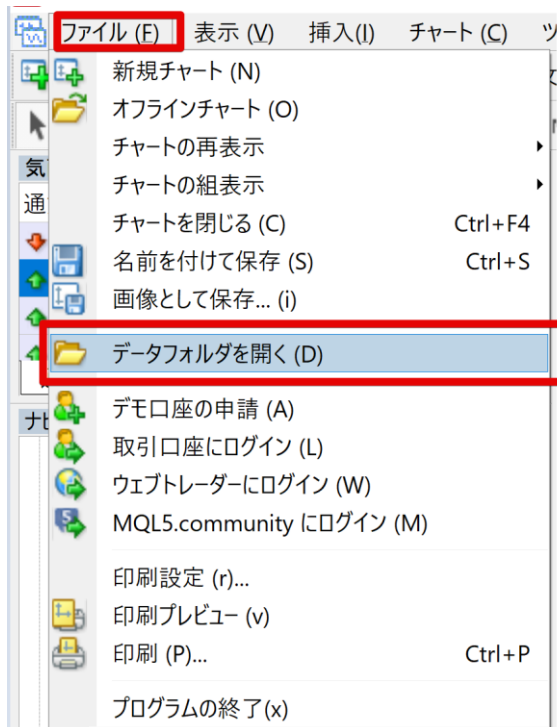 ファイル (F) 表示 (V) 挿入(I) チャート (C) ツ
新規チャート (N)
オフラインチャート (O)
チャートの再表示
気
チャートの組表示
通
チャートを閉じる (C) Ctrl+F4
名前を付けて保存 (S) Ctrl+S
画像として保存... (i)
データフォルダを開く (D)
デモ口座の申請 (A)
ナビ
取引口座にログイン (L)
ウェブトレーダーにログイン (W)
MQL5.community にログイン (M)
印刷設定 (r)...
印刷プレビュー (v)
印刷 (P)... Ctrl+P
プログラムの終了(x)